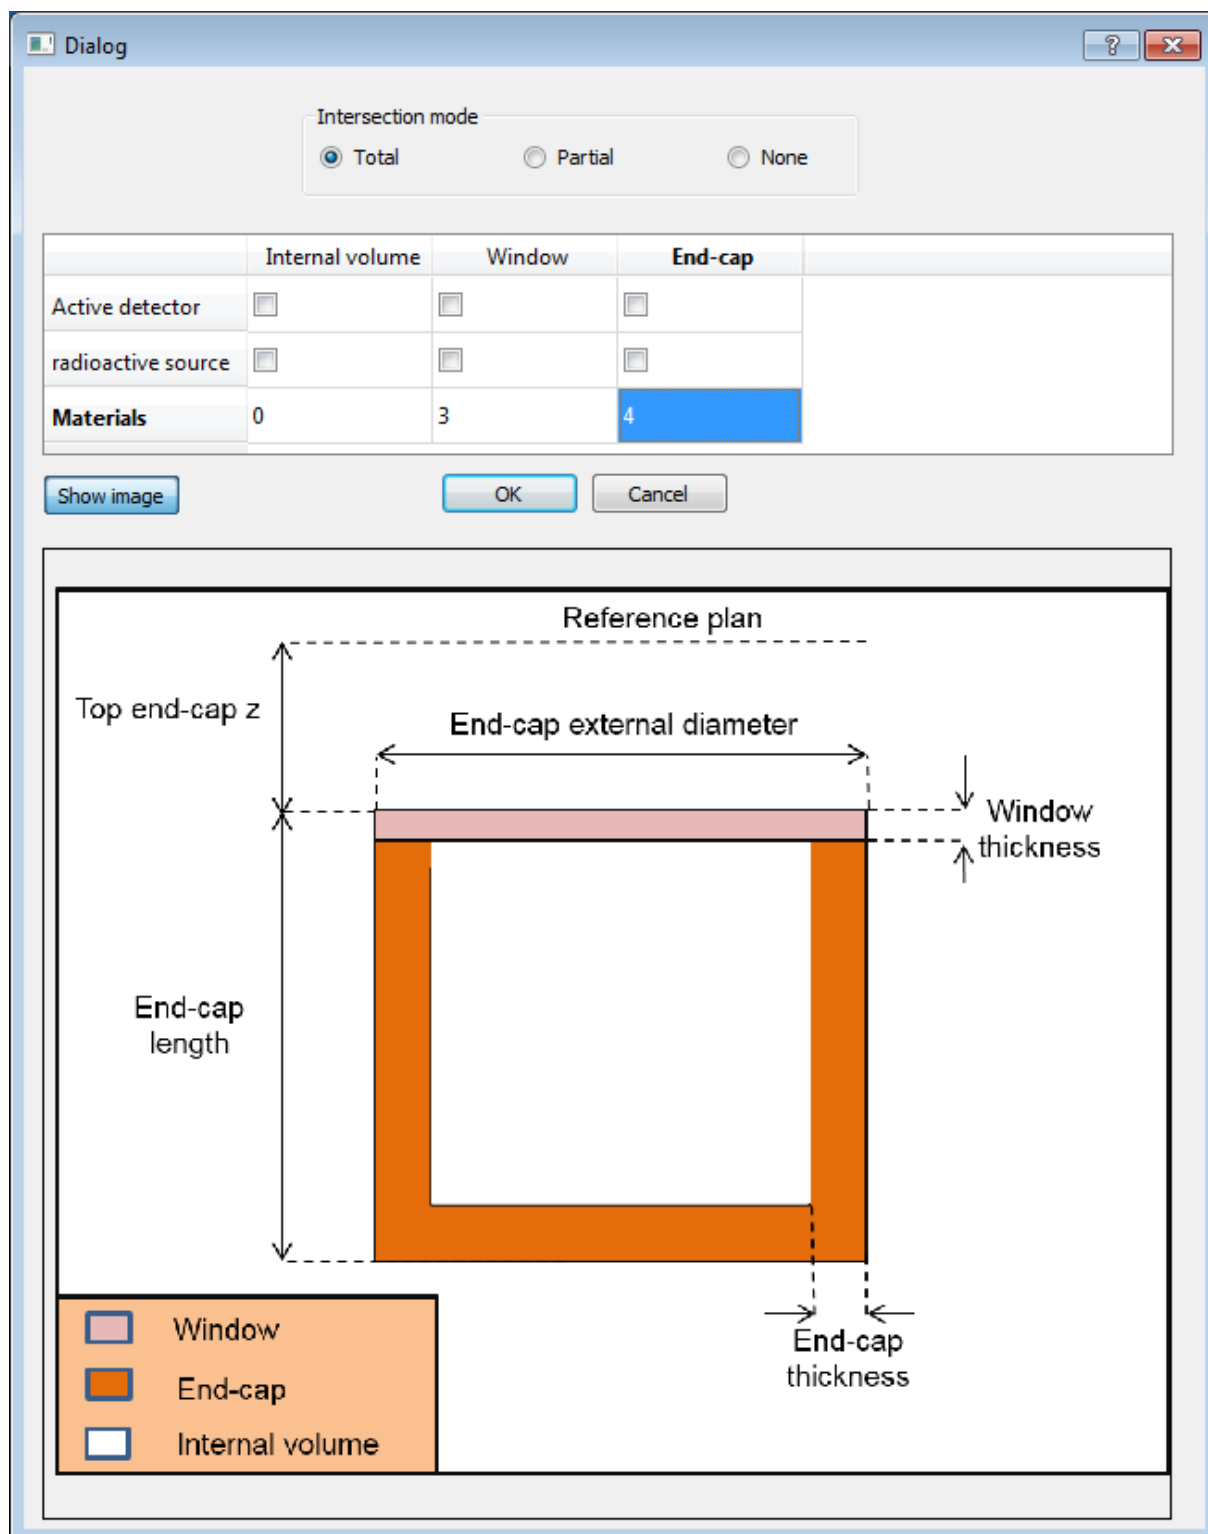 Dialog
Intersection mode
Total Partial None
Internal volume Window End-cap
Active detector
radioactive source
Materials 0 3 4
Show image OK Cancel
Reference plan
Top end-cap z
End-cap external diameter
Window
thickness
End-cap
length
End-cap
thickness
Window
End-cap
Internal volume